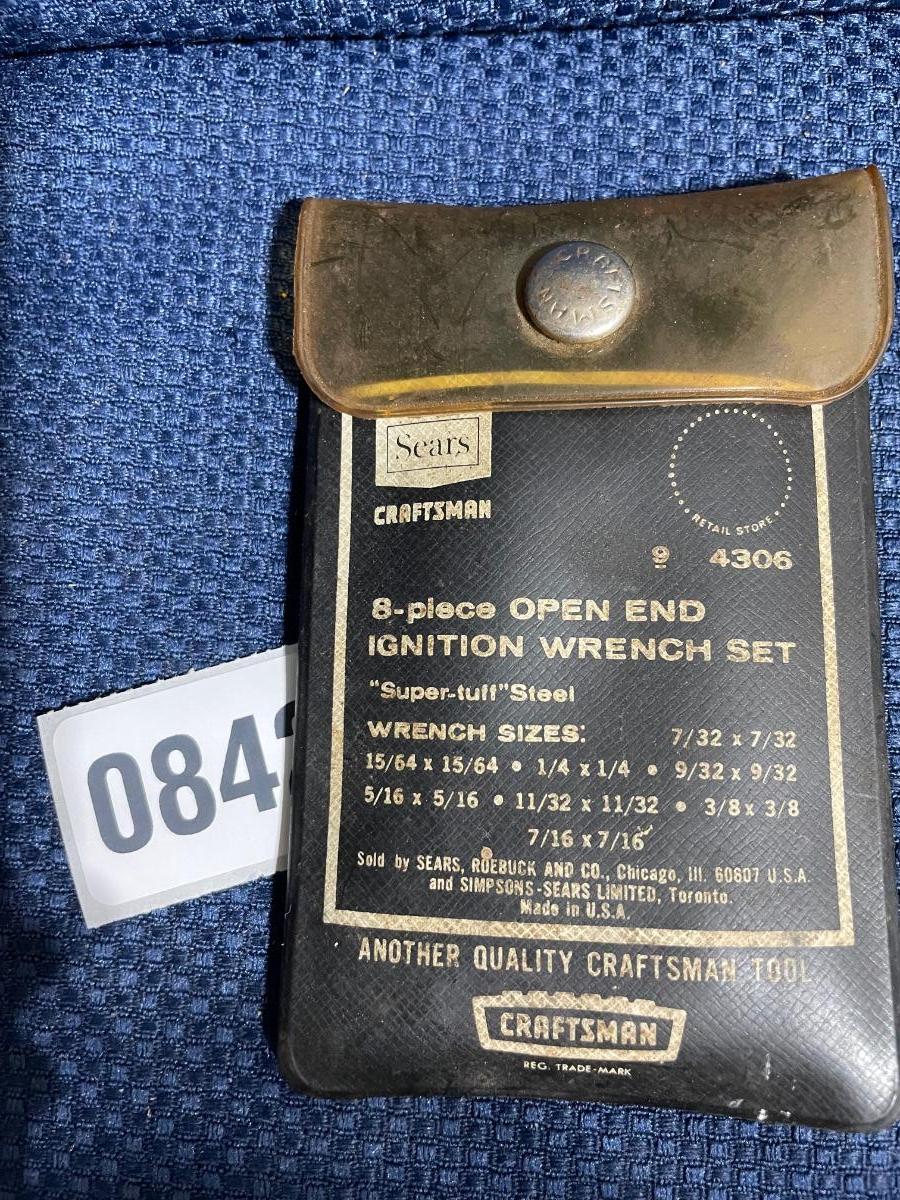 CRAFTSMAN
Sears
CRAFTSMAN
RETAIL STORE
9 4306
8-piece OPEN END
IGNITION WRENCH SET
"Super-tuff" Steel
WRENCH SIZES: 7/32 x 7/32
15/64 x 15/64 • 1/4 x 1/4 • 9/32 x 9/32
5/16 x 5/16 • 11/32 x 11/32 • 3/8 x 3/8
7/16 x 7/16
Sold by SEARS, ROEBUCK AND CO., Chicago, Ill. 60607 U.S.A.
and SIMPSONS-SEARS LIMITED, Toronto.
Made in U.S.A.
ANOTHER QUALITY CRAFTSMAN TOOL
CRAFTSMAN
REG. TRADE-MARK